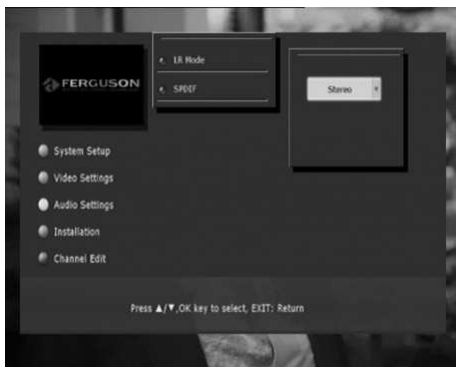 LR Mode
FERGUSON
SPDIF
Stereo
System Setup
Video Settings
Audio Settings
Installation
Channel Edit
Press ▲/▼,OK key to select, EXIT: Return